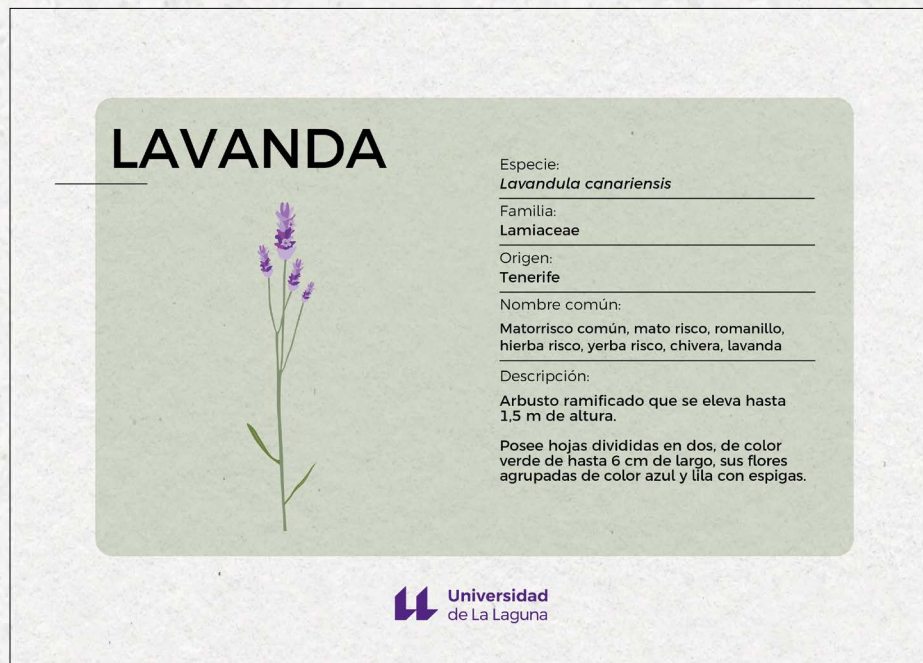 LAVANDA
Especie:
Lavandula canariensis
Familia:
Lamiaceae
Origen:
Tenerife
Nombre común:
Matorrisco común, mato risco, romanillo,
hierba risco, yerba risco, chivera, lavanda
Descripción:
Arbusto ramificado que se eleva hasta
1,5 m de altura.
Posee hojas divididas en dos, de color
verde de hasta 6 cm de largo, sus flores
agrupadas de color azul y lila con espigas.
Universidad
de La Laguna